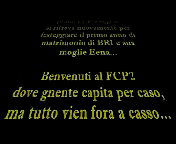 si ritrova nuovamente per
festeggiare il primo anno di
matrimonio di BRI e sua
moglie Eena...
Benvenuti al FCP2
dove gnente capita per caso,
ma tutto vien fora a casso...